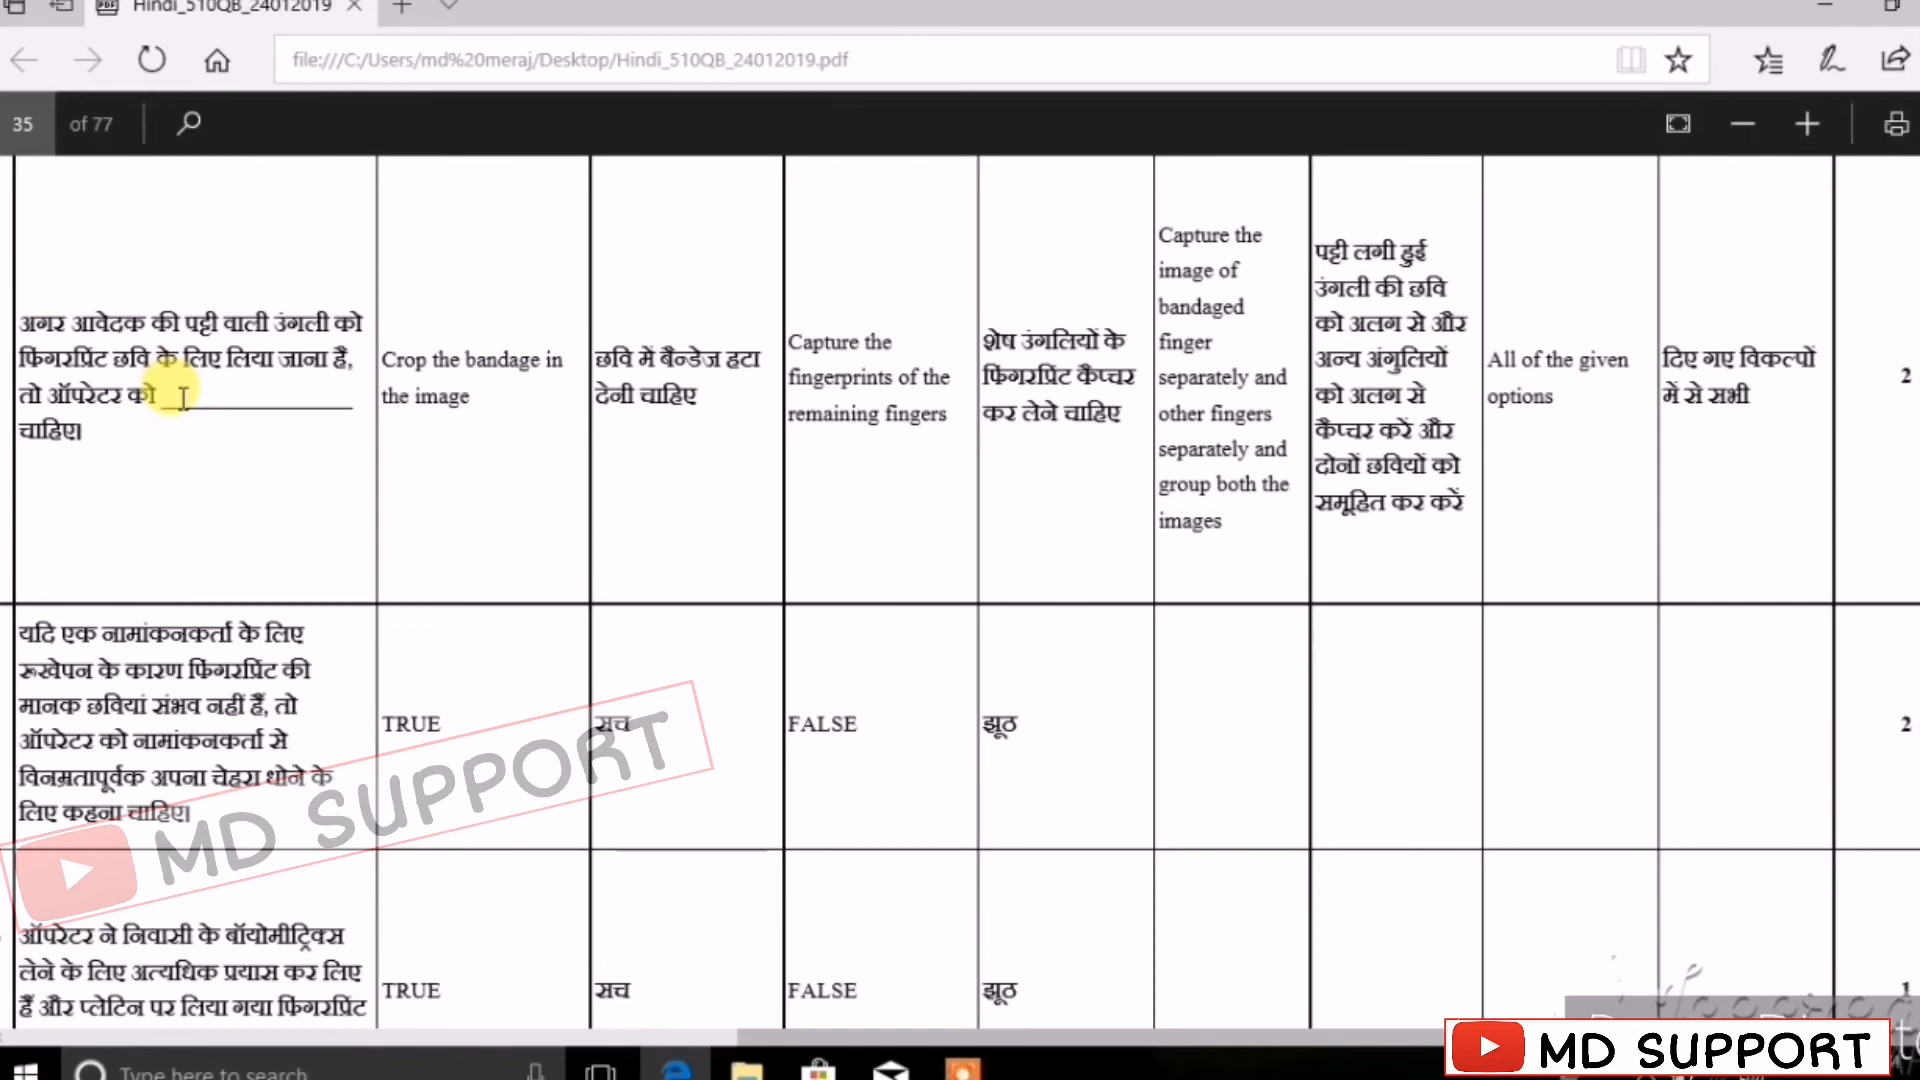 Hindi_510QB_24012019
file:///C:/Users/md%20meraj/Desktop/Hindi_510QB_24012019.pdf
35 of 77
अगर आवेदक की पट्टी वाली उंगली को
फिंगरप्रिंट छवि के लिए लिया जाना है,
तो ऑपरेटर को ________________
चाहिए।
Crop the bandage in
the image
छवि में बैन्डेज हटा
देनी चाहिए
Capture the
fingerprints of the
remaining fingers
शेष उंगलियों के
फिंगरप्रिंट कैप्चर
कर लेने चाहिए
Capture the
image of
bandaged
finger
separately and
other fingers
separately and
group both the
images
पट्टी लगी हुई
उंगली की छवि
को अलग से और
अन्य अंगुलियों
को अलग से
कैप्चर करें और
दोनों छवियों को
समूहित कर करें
All of the given
options
दिए गए विकल्पों
में से सभी
2
यदि एक नामांकनकर्ता के लिए
रूखेपन के कारण फिंगरप्रिंट की
मानक छवियां संभव नहीं हैं, तो
ऑपरेटर को नामांकनकर्ता से
विनम्रतापूर्वक अपना चेहरा धोने के
लिए कहना चाहिए।
TRUE
सच
FALSE
झूठ
2
MD SUPPORT
ऑपरेटर ने निवासी के बॉयोमीट्रिक्स
लेने के लिए अत्यधिक प्रयास कर लिए
हैं और प्लेटिन पर लिया गया फिंगरप्रिंट
TRUE
सच
FALSE
झूठ
1
MD SUPPORT
Type here to search